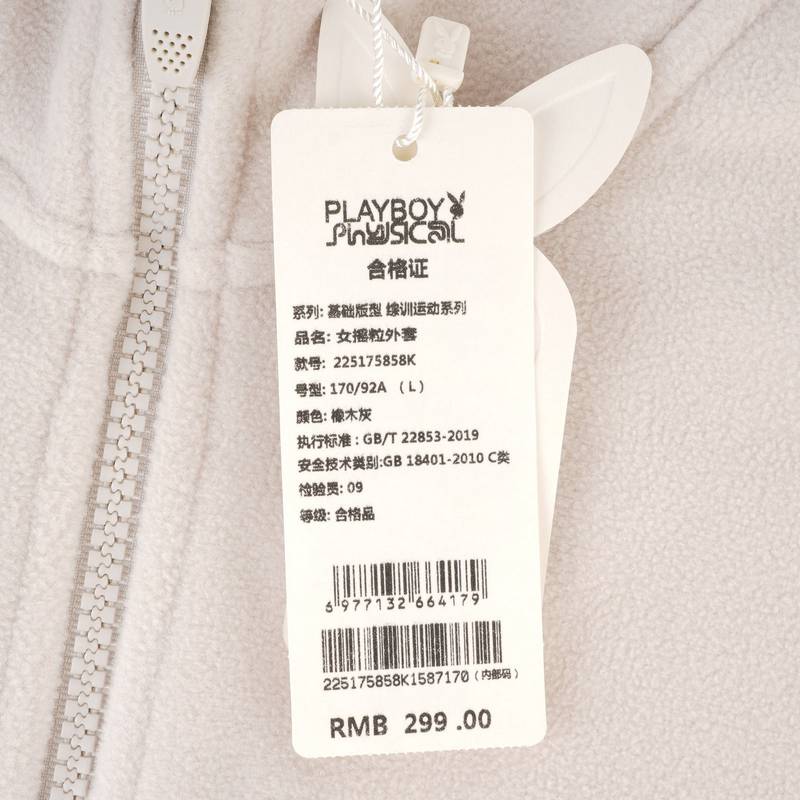 PLAYBOY
PHYSICAL
合格证
系列: 基础版型 综训运动系列
品名: 女摇粒外套
款号: 225175858K
号型: 170/92A （L）
颜色: 橡木灰
执行标准 : GB/T 22853-2019
安全技术类别:GB 18401-2010 C类
检验员: 09
等级: 合格品
6 977132 664179
225175858K1587170（内部码）
RMB 299 .00